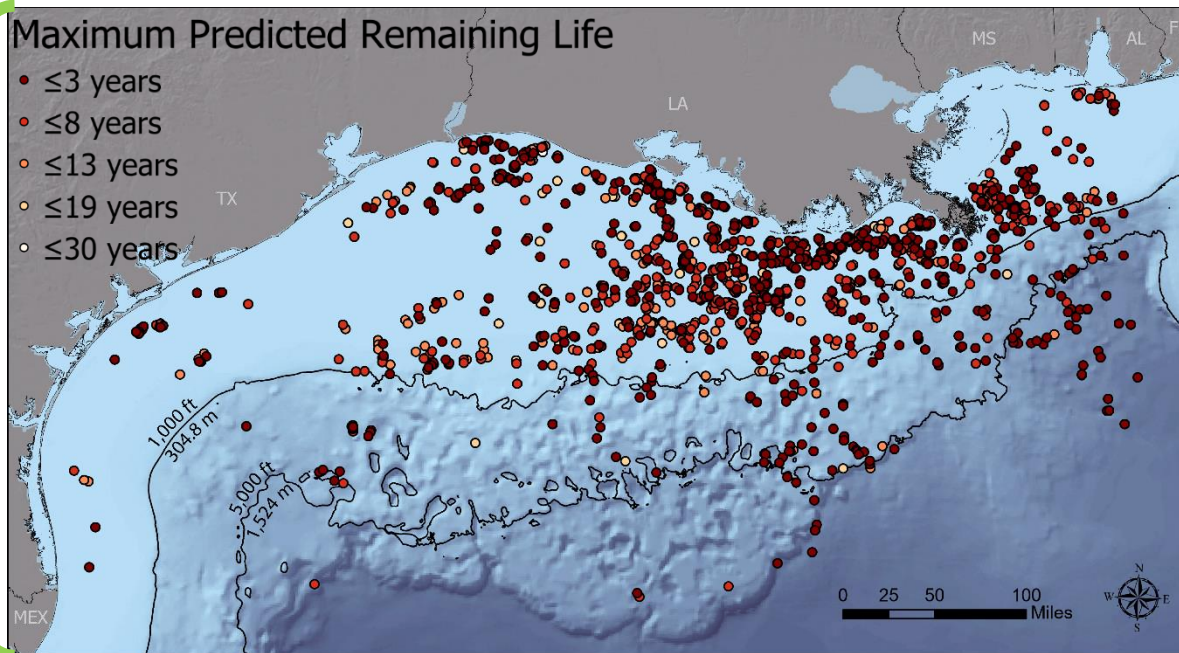 Maximum Predicted Remaining Life
≤3 years
≤8 years
≤13 years
≤19 years
≤30 years
MS
AL
F
LA
TX
1,000 ft
304.8 m
5,000 ft
1,524 m
MEX
0 25 50 100
Miles
N
W E
S